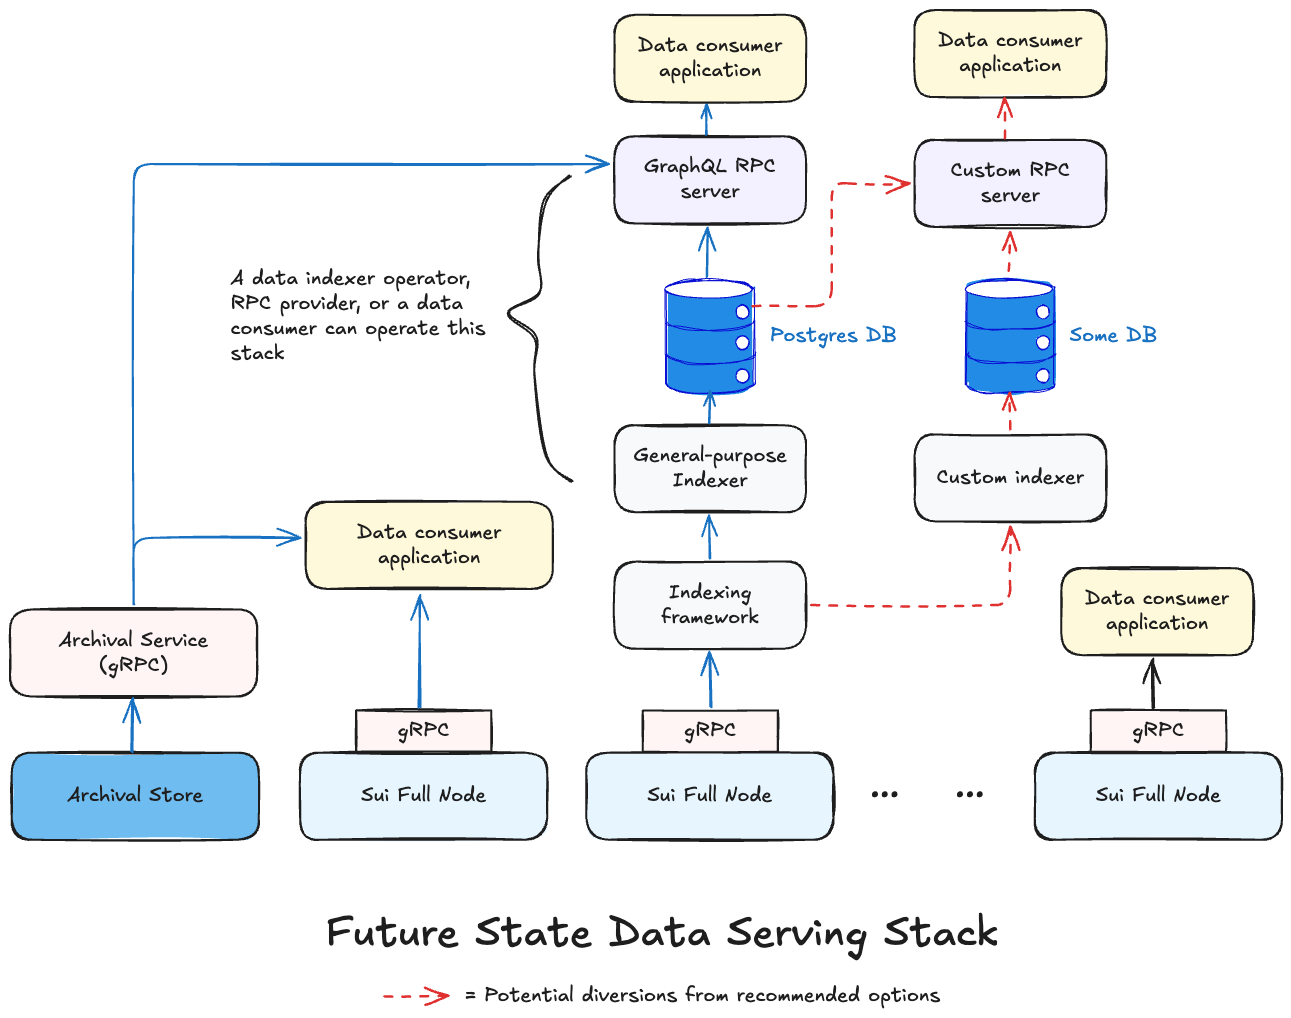 Data consumer
application
Data consumer
application
GraphQL RPC
server
Custom RPC
server
A data indexer operator,
RPC provider, or a data
consumer can operate this
stack
Postgres DB
Some DB
General-purpose
Indexer
Custom indexer
Data consumer
application
Indexing
framework
Data consumer
application
Archival Service
(gRPC)
gRPC
gRPC
gRPC
Archival Store
Sui Full Node
Sui Full Node
... ...
Sui Full Node
Future State Data Serving Stack
= Potential diversions from recommended options